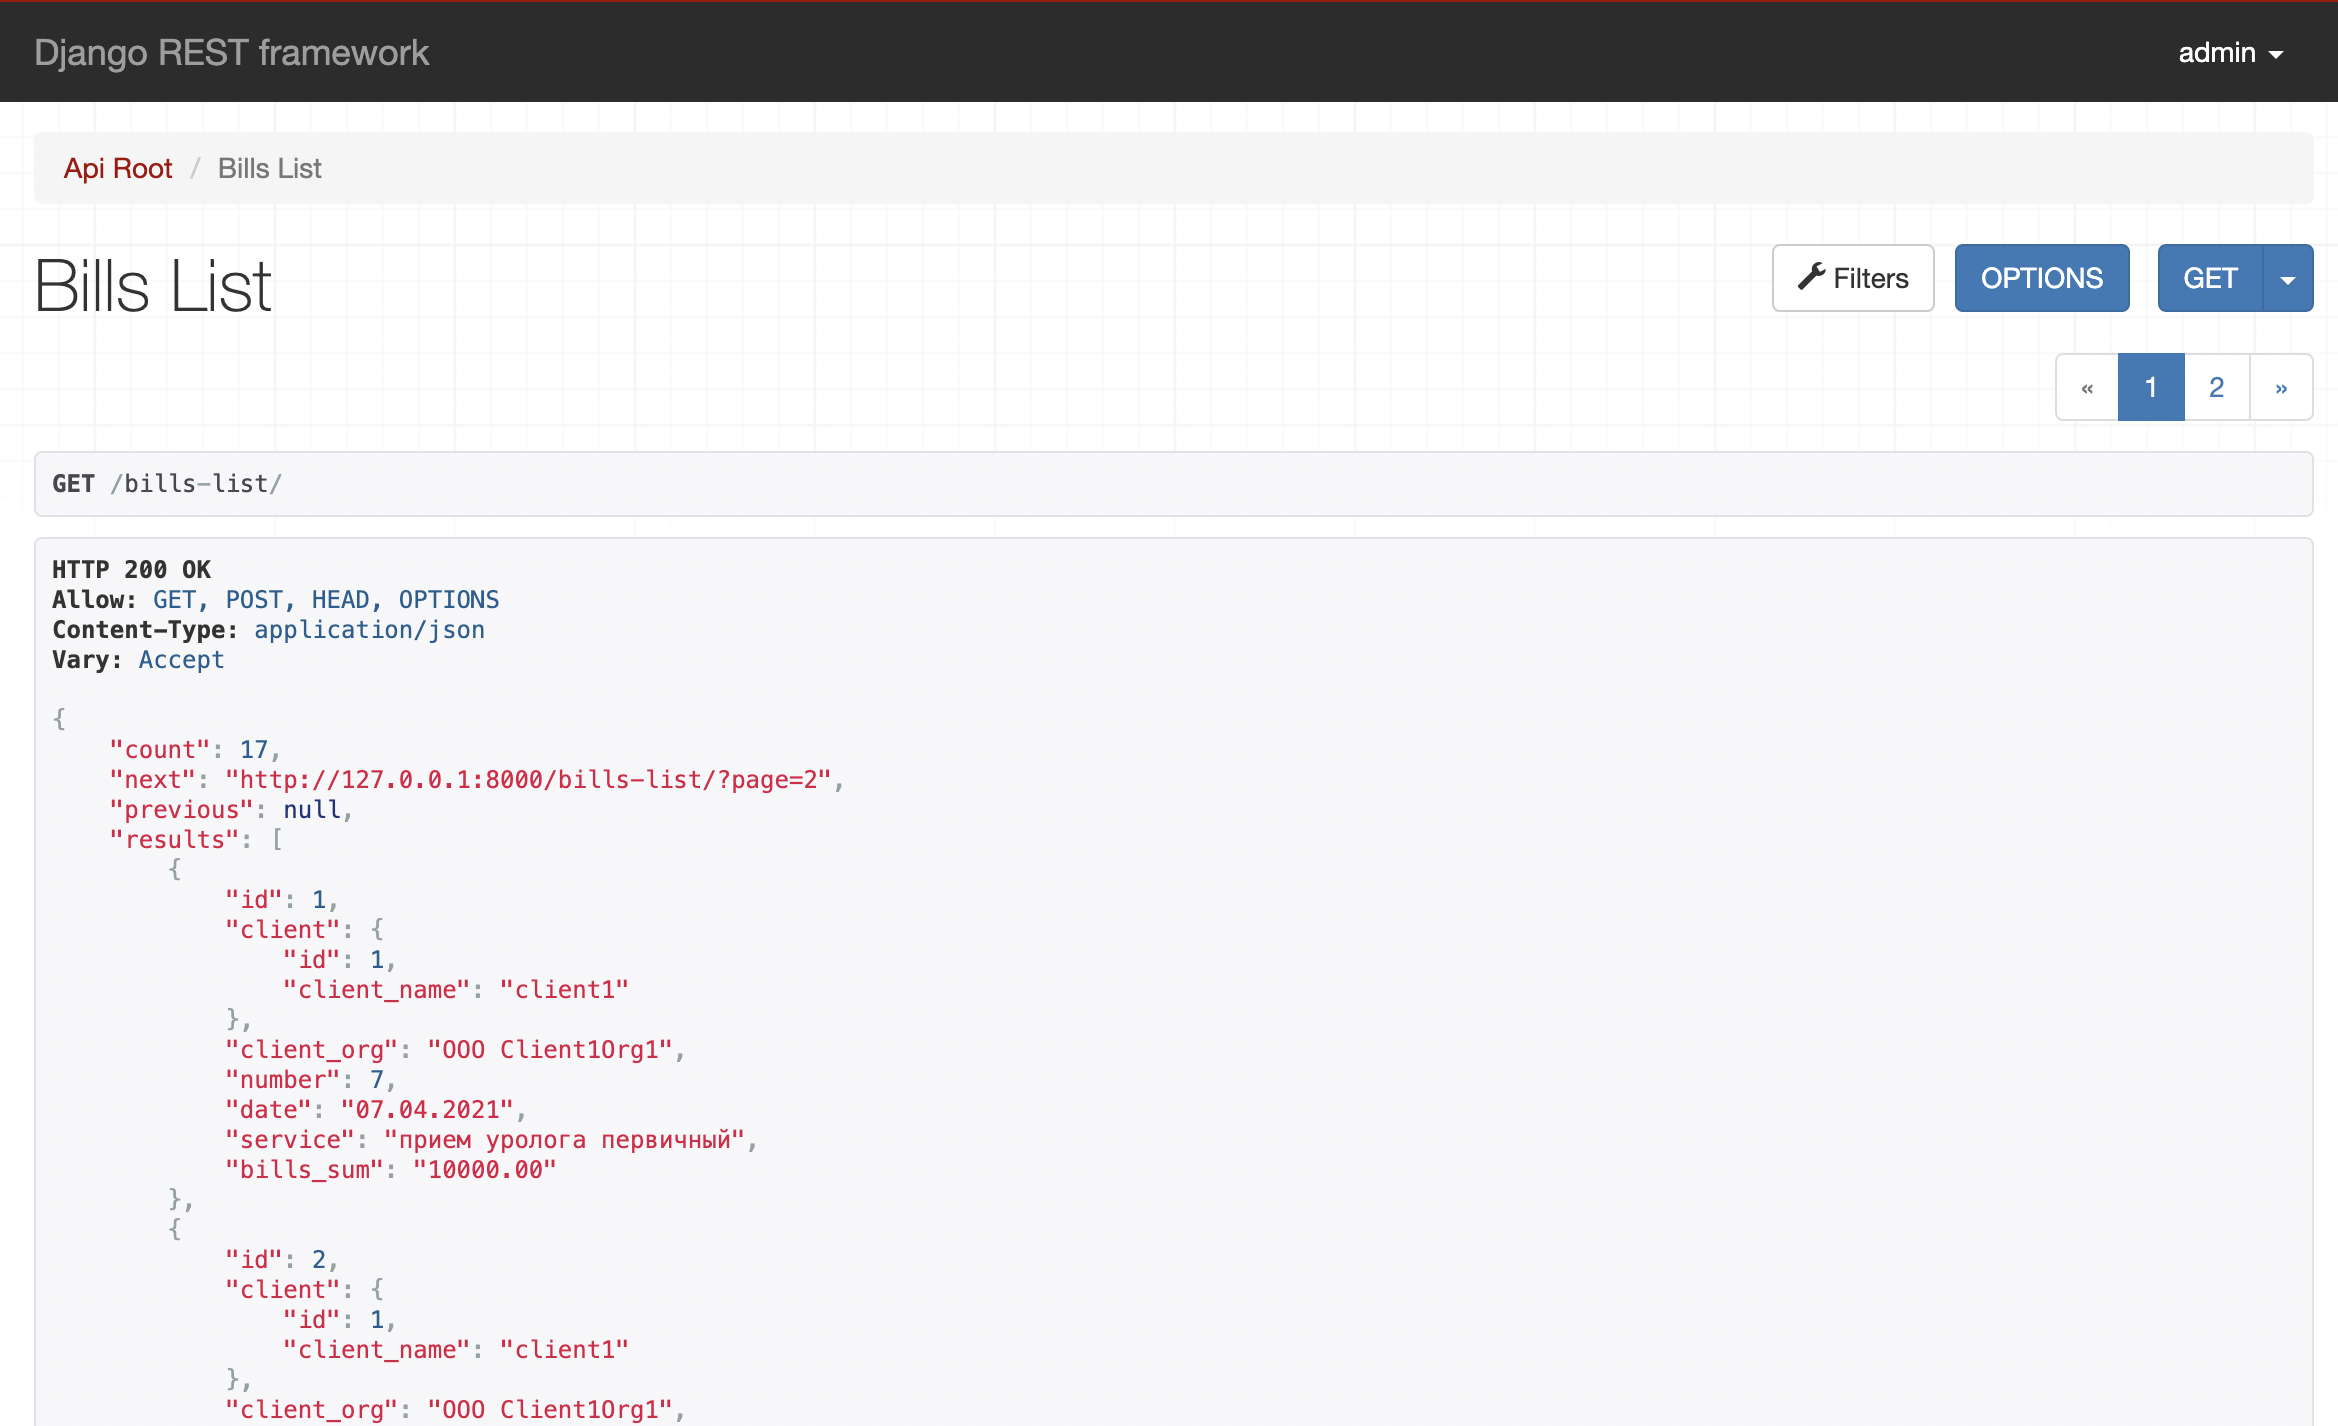 Django REST framework
admin
Api Root / Bills List
Bills List
Filters
OPTIONS
GET
« 1 2 »
GET /bills-list/
HTTP 200 OK
Allow: GET, POST, HEAD, OPTIONS
Content-Type: application/json
Vary: Accept
{
    "count": 17,
    "next": "http://127.0.0.1:8000/bills-list/?page=2",
    "previous": null,
    "results": [
        {
            "id": 1,
            "client": {
                "id": 1,
                "client_name": "client1"
            },
            "client_org": "OOO Client1Org1",
            "number": 7,
            "date": "07.04.2021",
            "service": "прием уролога первичный",
            "bills_sum": "10000.00"
        },
        {
            "id": 2,
            "client": {
                "id": 1,
                "client_name": "client1"
            },
            "client_org": "OOO Client1Org1",